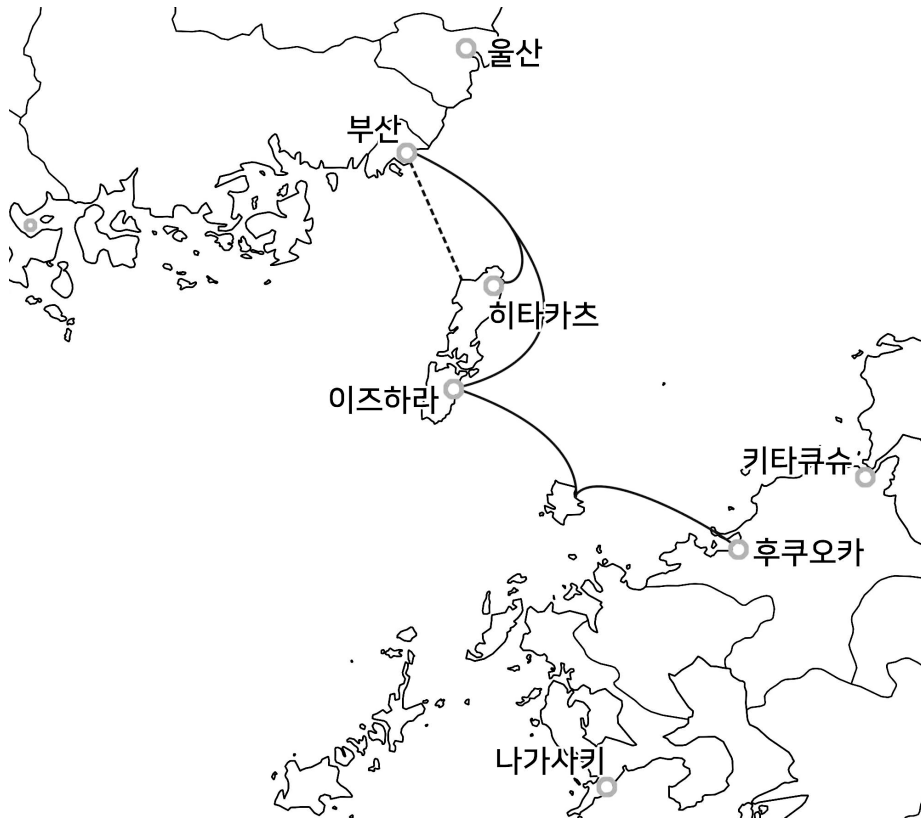 울산
부산
히타카츠
이즈하라
키타큐슈
후쿠오카
나가사키